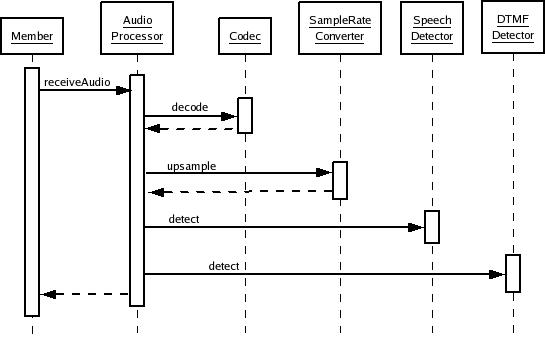 Member
Audio
Processor
Codec
SampleRate
Converter
Speech
Detector
DTMF
Detector
receiveAudio
decode
upsample
detect
detect